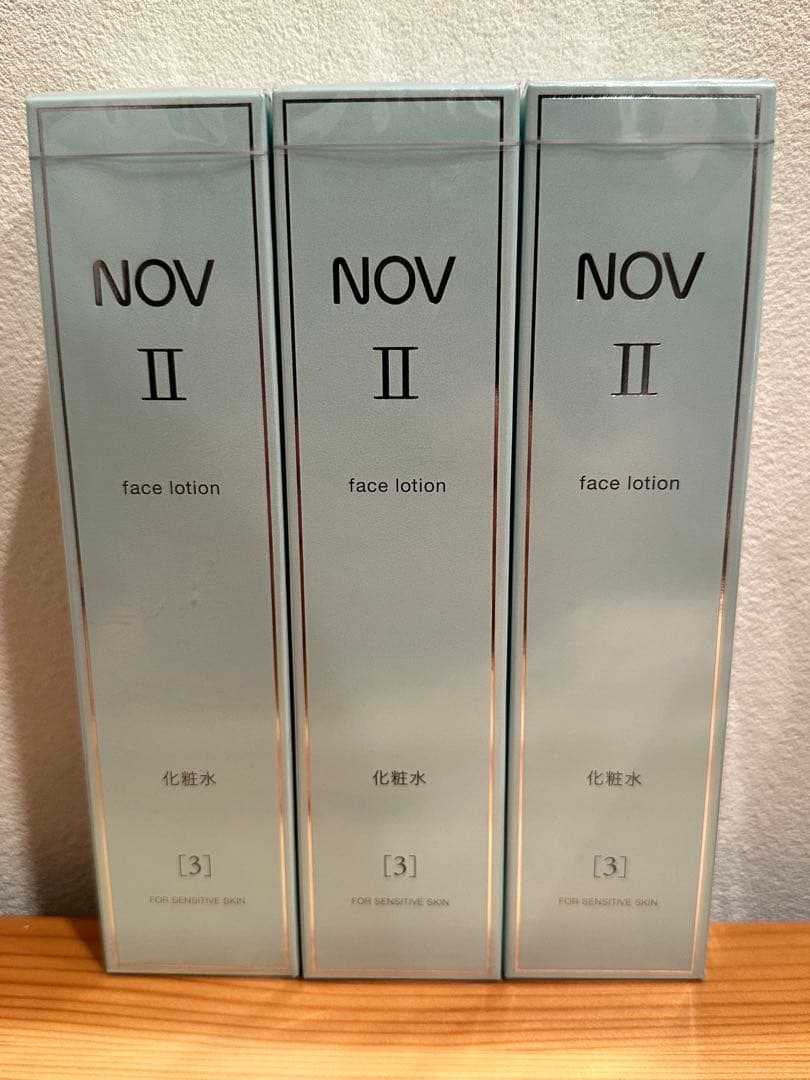 NOV
II
face lotion
化粧水
[3]
FOR SENSITIVE SKIN
NOV
II
face lotion
化粧水
[3]
FOR SENSITIVE SKIN
NOV
II
face lotion
化粧水
[3]
FOR SENSITIVE SKIN